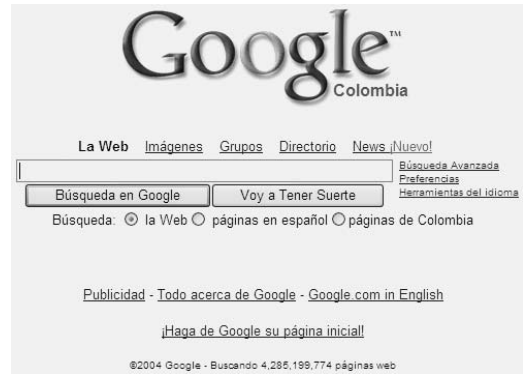 Google™
Colombia
La Web Imágenes Grupos Directorio News ¡Nuevo!
Búsqueda Avanzada
Preferencias
Herramientas del idioma
Búsqueda en Google Voy a Tener Suerte
Búsqueda: la Web páginas en español páginas de Colombia
Publicidad - Todo acerca de Google - Google.com in English
¡Haga de Google su página inicial!
©2004 Google - Buscando 4,285,199,774 páginas web